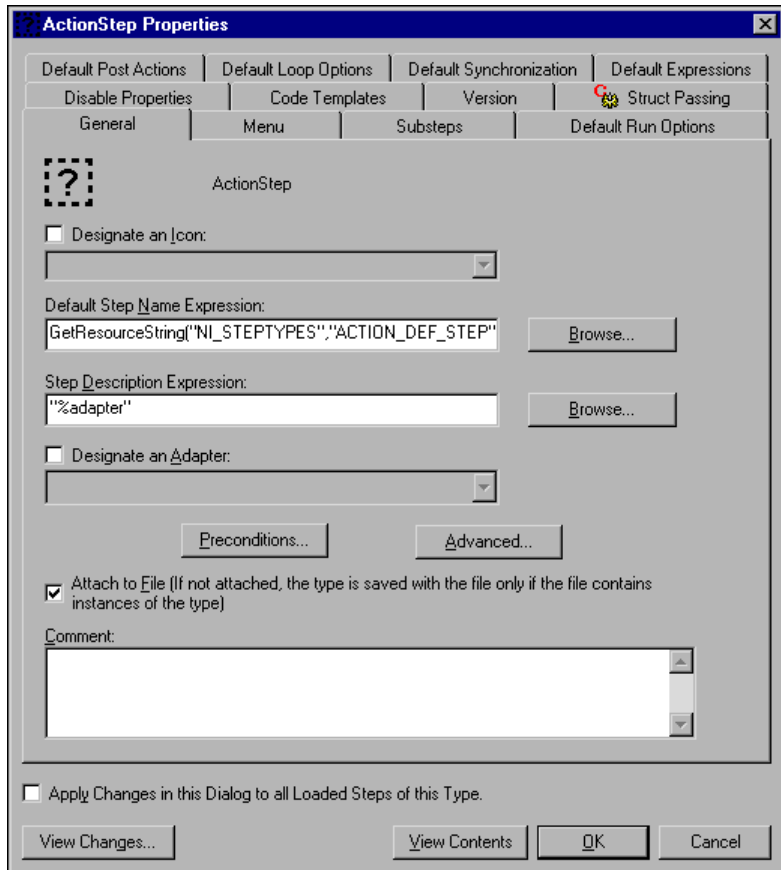 ActionStep Properties
Default Post Actions
Default Loop Options
Default Synchronization
Default Expressions
Disable Properties
Code Templates
Version
C Struct Passing
General
Menu
Substeps
Default Run Options
?
ActionStep
Designate an Icon:
Default Step Name Expression:
GetResourceString("NI_STEPTYPES","ACTION_DEF_STEP"
Browse...
Step Description Expression:
"%adapter"
Browse...
Designate an Adapter:
Preconditions...
Advanced...
Attach to File (If not attached, the type is saved with the file only if the file contains
instances of the type)
Comment:
Apply Changes in this Dialog to all Loaded Steps of this Type.
View Changes...
View Contents
OK
Cancel